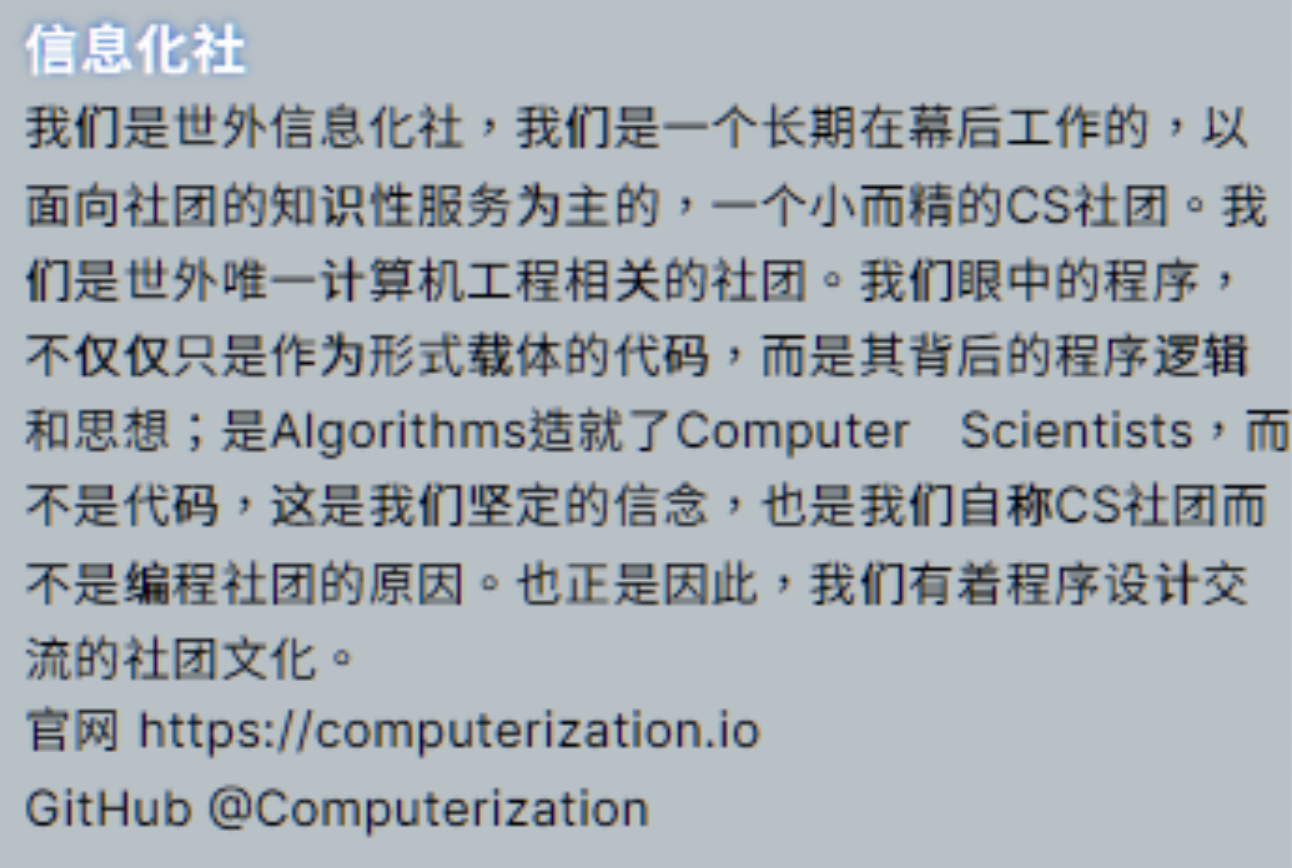 信息化社
我们是世外信息化社，我们是一个长期在幕后工作的，以
面向社团的知识性服务为主的，一个小而精的CS社团。我
们是世外唯一计算机工程相关的社团。我们眼中的程序，
不仅仅只是作为形式载体的代码，而是其背后的程序逻辑
和思想；是Algorithms造就了Computer Scientists，而
不是代码，这是我们坚定的信念，也是我们自称CS社团而
不是编程社团的原因。也正是因此，我们有着程序设计交
流的社团文化。
官网 https://computerization.io
GitHub @Computerization